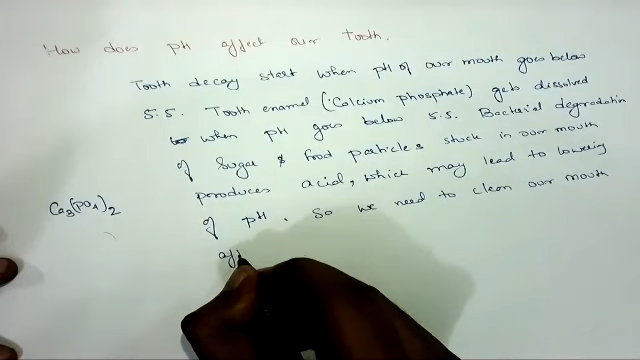 How does pH affect our tooth.
Tooth decay start when pH of our mouth goes below
5.5. Tooth enamel (Calcium phosphate) gets dissolved
when pH goes below 5.5. Bacterial degradation
of Sugar & food particles stuck in our mouth
produces acid, which may lead to lowering
Ca3(PO4)2
of pH. So we need to clean our mouth